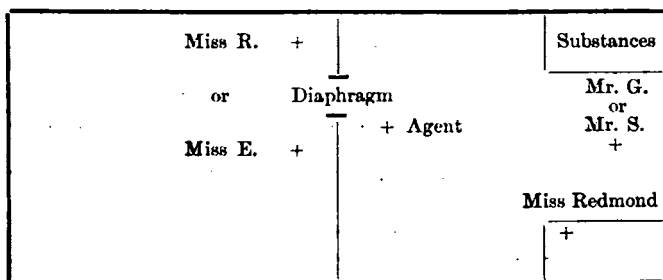 Miss R. +
Substances
or Diaphragm
Mr. G.
or
Mr. S.
+
+ Agent
Miss E. +
Miss Redmond
+